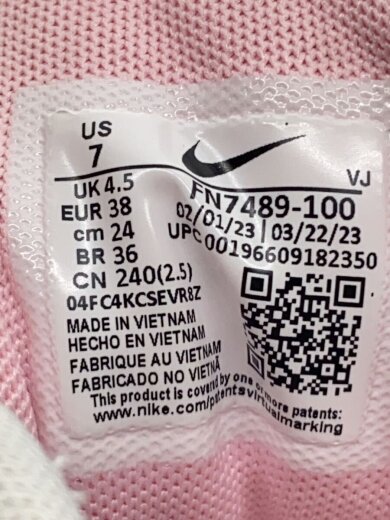 US
7
VJ
UK 4.5
FN7489-100
EUR 38
02/01/23 | 03/22/23
cm 24
UPC 00196609182350
BR 36
CN 240(2.5)
04FC4KCSEVR8Z
MADE IN VIETNAM
HECHO EN VIETNAM
FABRIQUE AU VIETNAM
FABRICADO NO VIETNA
This product is covered by one or more patents:
www.nike.com/patentsvirtualmarking